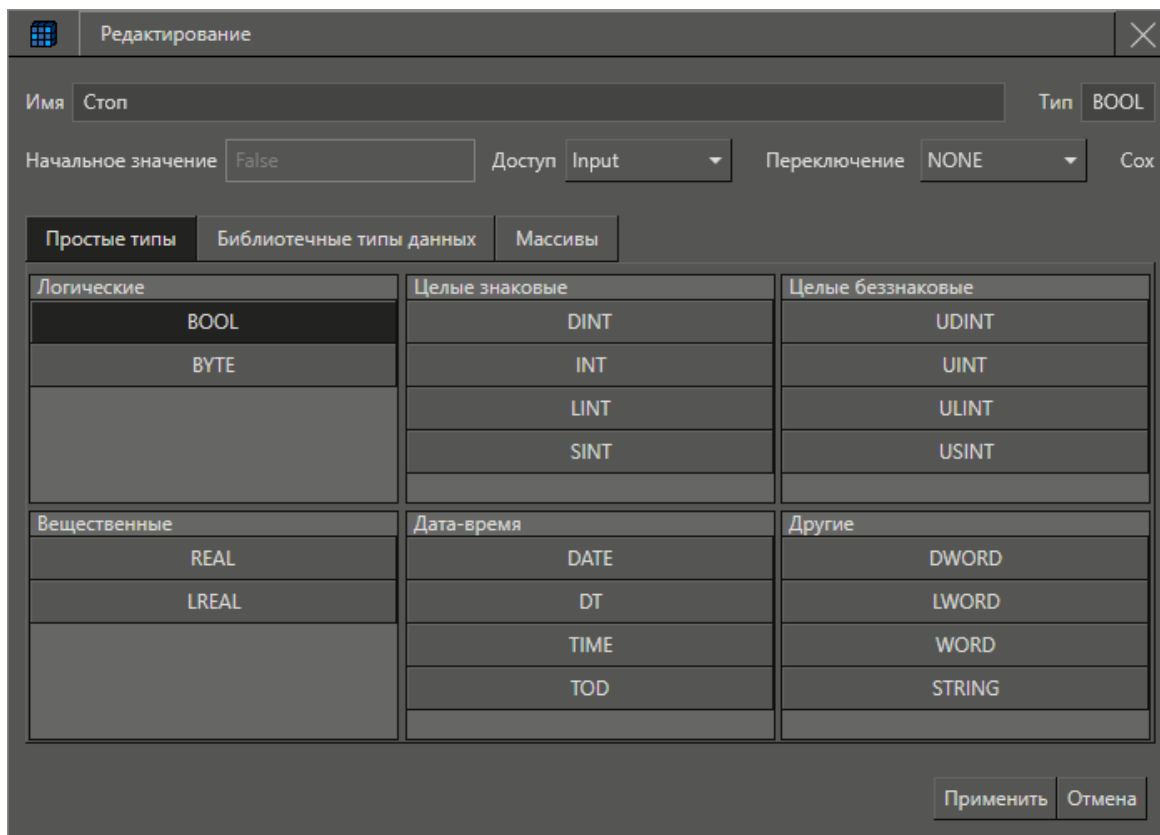 Редактирование
Имя Стоп Тип BOOL
Начальное значение False Доступ Input Переключение NONE Сох
Простые типы Библиотечные типы данных Массивы
Логические Целые знаковые Целые беззнаковые
BOOL DINT UDINT
BYTE INT UINT
LINT ULINT
SINT USINT
Вещественные Дата-время Другие
REAL DATE DWORD
LREAL DT LWORD
TIME WORD
TOD STRING
Применить Отмена